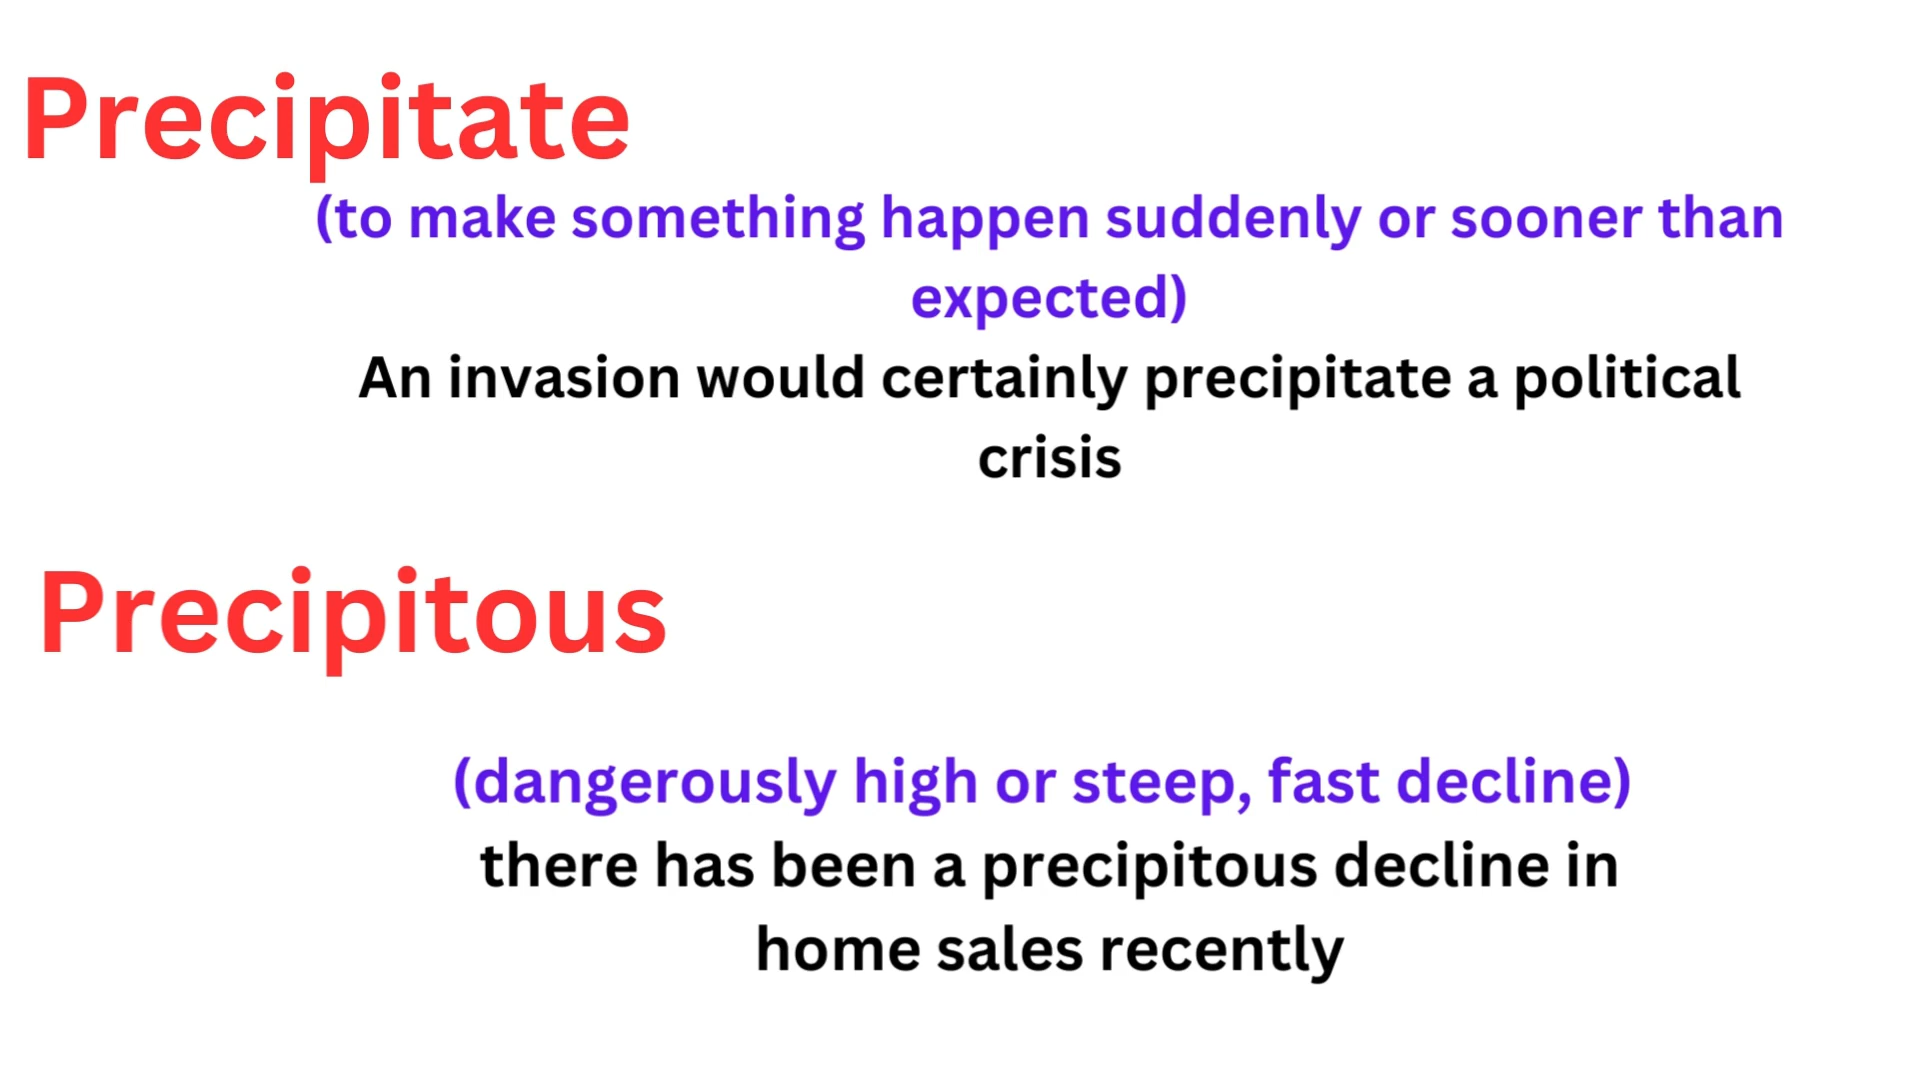 Precipitate
(to make something happen suddenly or sooner than
expected)
An invasion would certainly precipitate a political
crisis
Precipitous
(dangerously high or steep, fast decline)
there has been a precipitous decline in
home sales recently